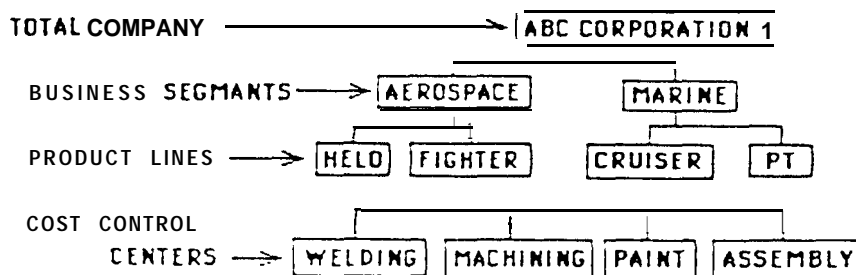 TOTAL COMPANY ABC CORPORATION 1
BUSINESS SEGMANTS AEROSPACE MARINE
PRODUCT LINES HELO FIGHTER CRUISER PT
COST CONTROL
CENTERS WELDING MACHINING PAINT ASSEMBLY